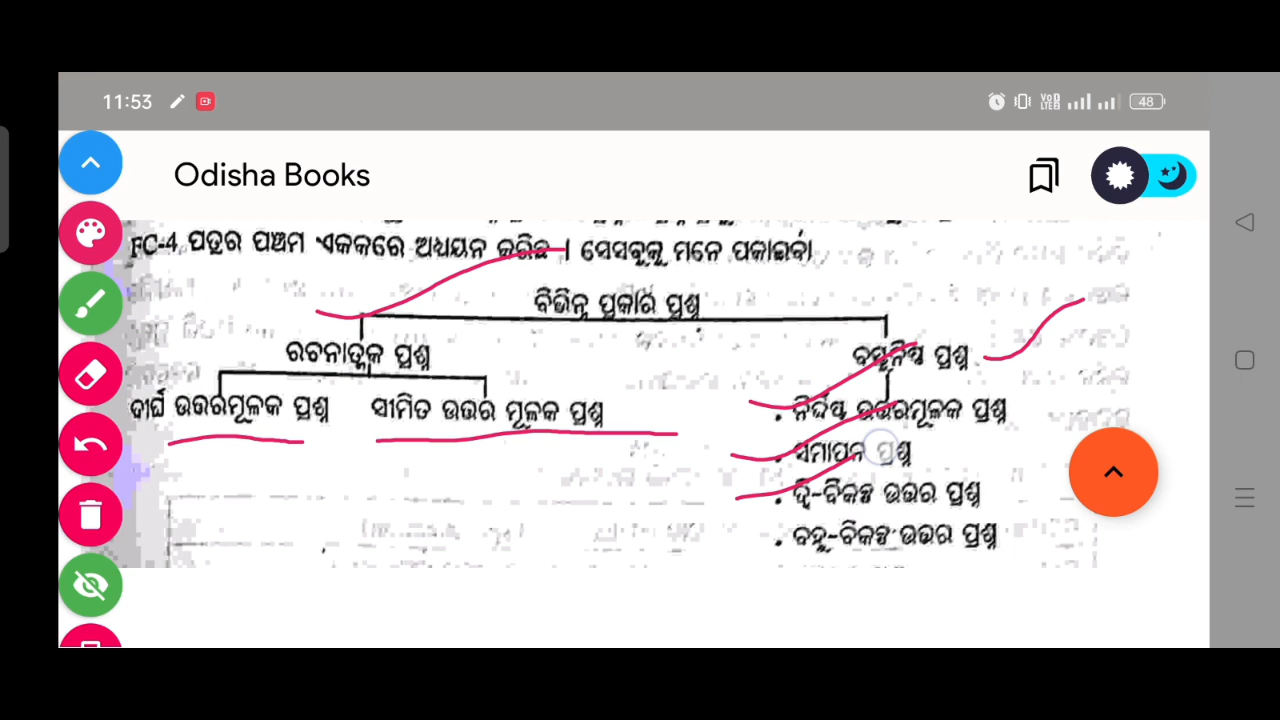 11:53
48
Odisha Books
FC-4 ପତ୍ରର ପଞ୍ଚମ ଏକକରେ ଅଧ୍ୟୟନ କରିଛ । ସେସବୁକୁ ମନେ ପକାଇବା
ବିଭିନ୍ନ ପ୍ରକାର ପ୍ରଶ୍ନ
ରଚନାତ୍ମକ ପ୍ରଶ୍ନ ବସ୍ତୁନିଷ୍ଠ ପ୍ରଶ୍ନ
ଦୀର୍ଘ ଉତ୍ତରମୂଳକ ପ୍ରଶ୍ନ ସୀମିତ ଉତ୍ତର ମୂଳକ ପ୍ରଶ୍ନ
. ନିର୍ଦ୍ଦିଷ୍ଟ ଉତ୍ତରମୂଳକ ପ୍ରଶ୍ନ
. ସମାପନ ପ୍ରଶ୍ନ
. ଦ୍ୱି-ବିକଳ୍ପ ଉତ୍ତର ପ୍ରଶ୍ନ
. ବହୁ-ବିକଳ୍ପ ଉତ୍ତର ପ୍ରଶ୍ନ